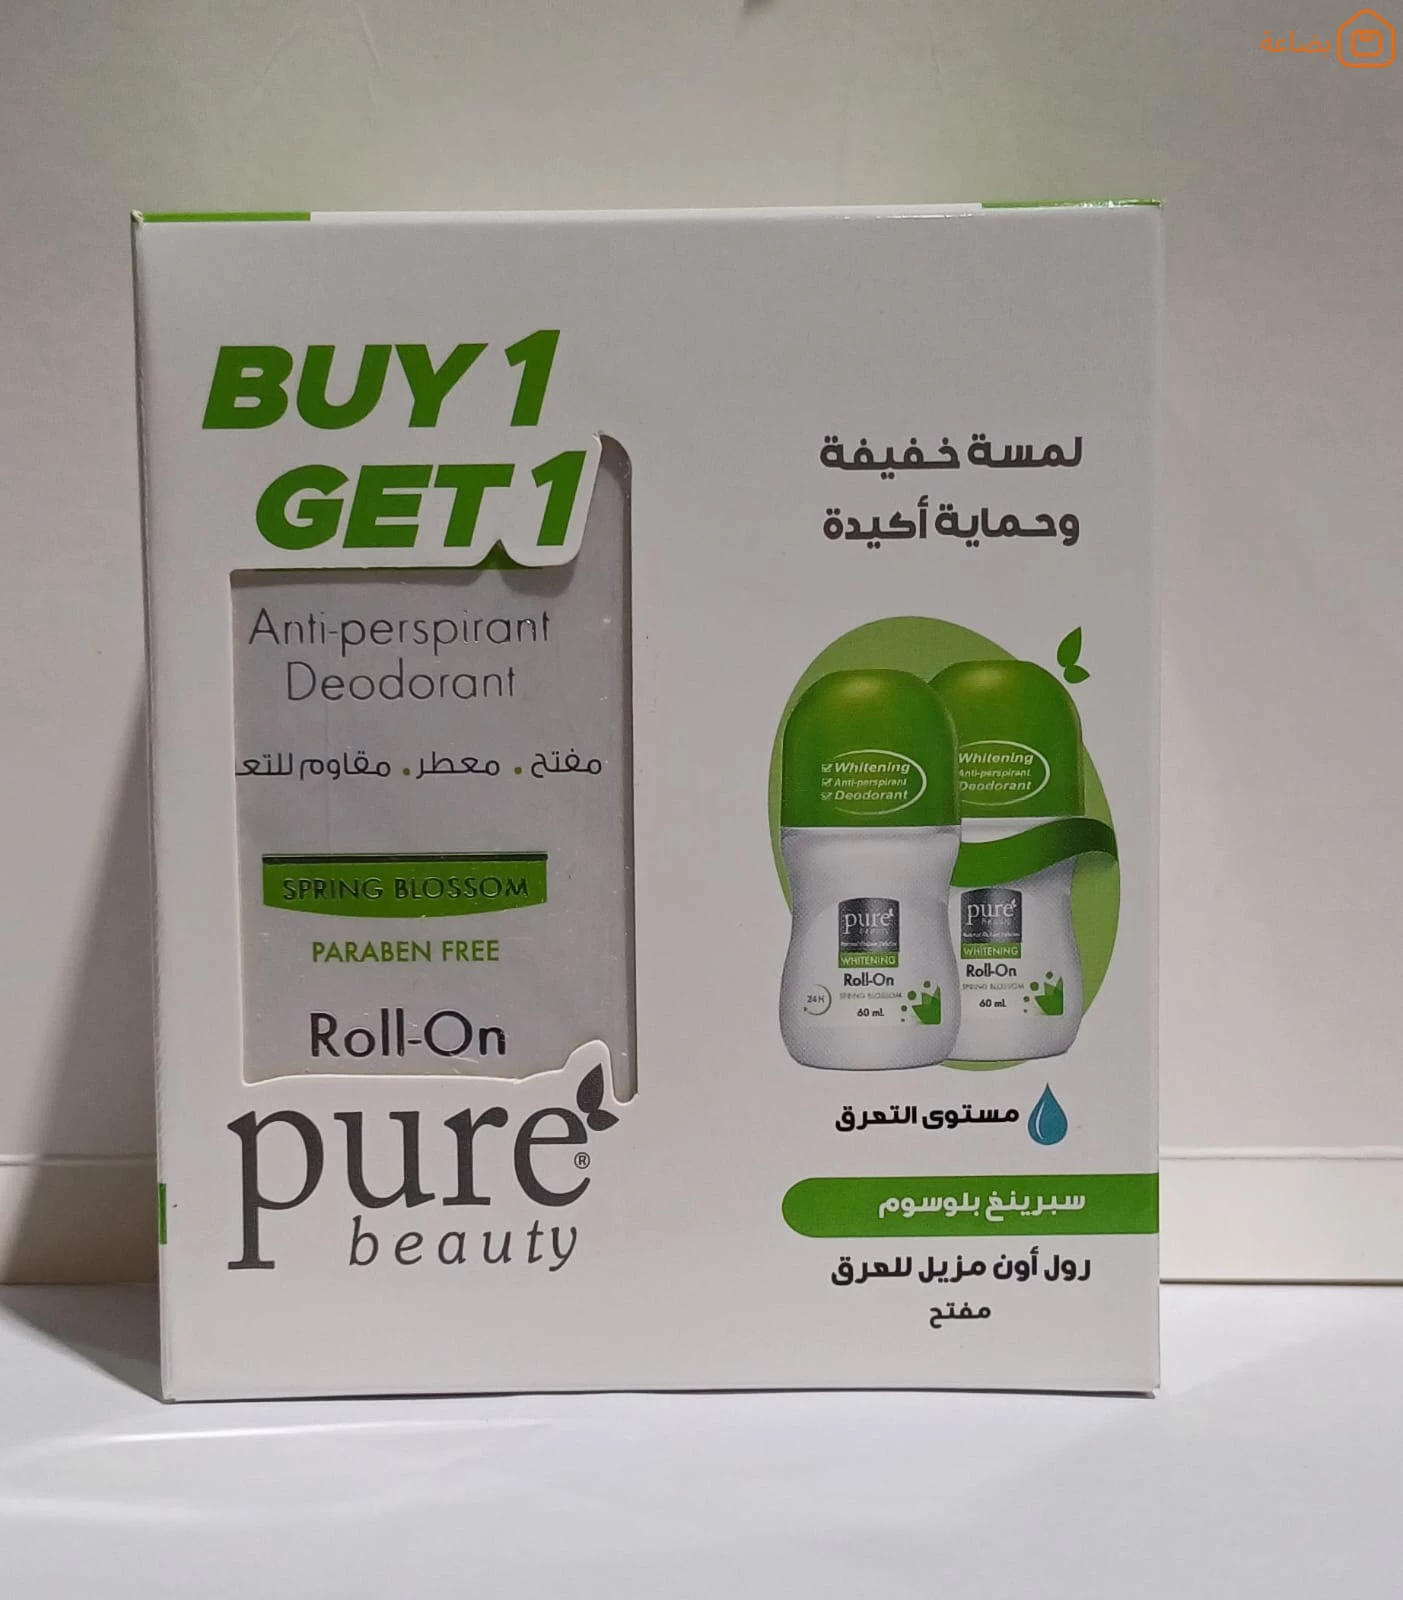 بضاعة
BUY 1
GET 1
Anti-perspirant
Deodorant
مفتح . معطر . مقاوم للتع
SPRING BLOSSOM
PARABEN FREE
Roll-On
pure®
beauty
لمسة خفيفة
وحماية أكيدة
Whitening
Anti-perspirant
Deodorant
Whitening
Anti-perspirant
Deodorant
pure
beauty
WHITENING
Roll-On
SPRING BLOSSOM
24H
60 mL
pure
beauty
WHITENING
Roll-On
SPRING BLOSSOM
60 mL
مستوى التعرق
سبرينغ بلوسوم
رول أون مزيل للعرق
مفتح